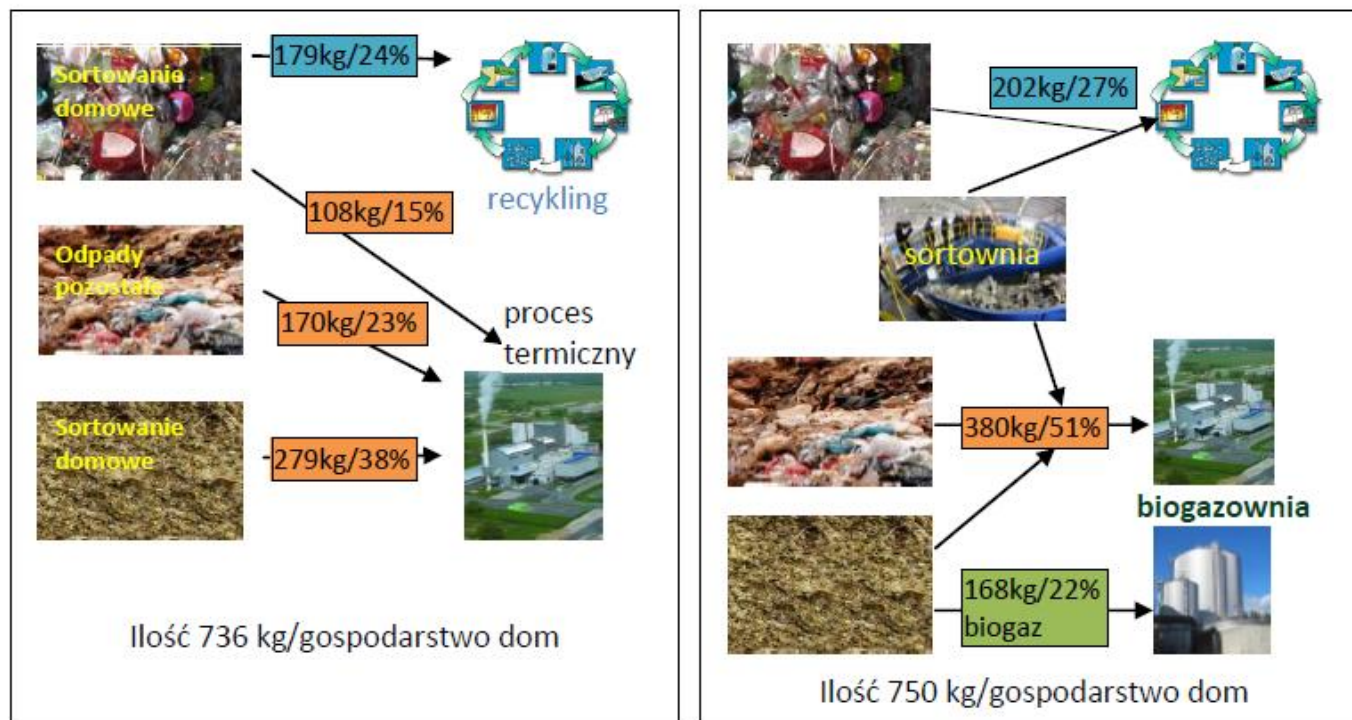 Sortowanie
domowe
179kg/24%
recykling
108kg/15%
Odpady
pozostałe
170kg/23%
proces
termiczny
Sortowanie
domowe
279kg/38%
Ilość 736 kg/gospodarstwo dom
202kg/27%
sortownia
380kg/51%
biogazownia
168kg/22%
biogaz
Ilość 750 kg/gospodarstwo dom